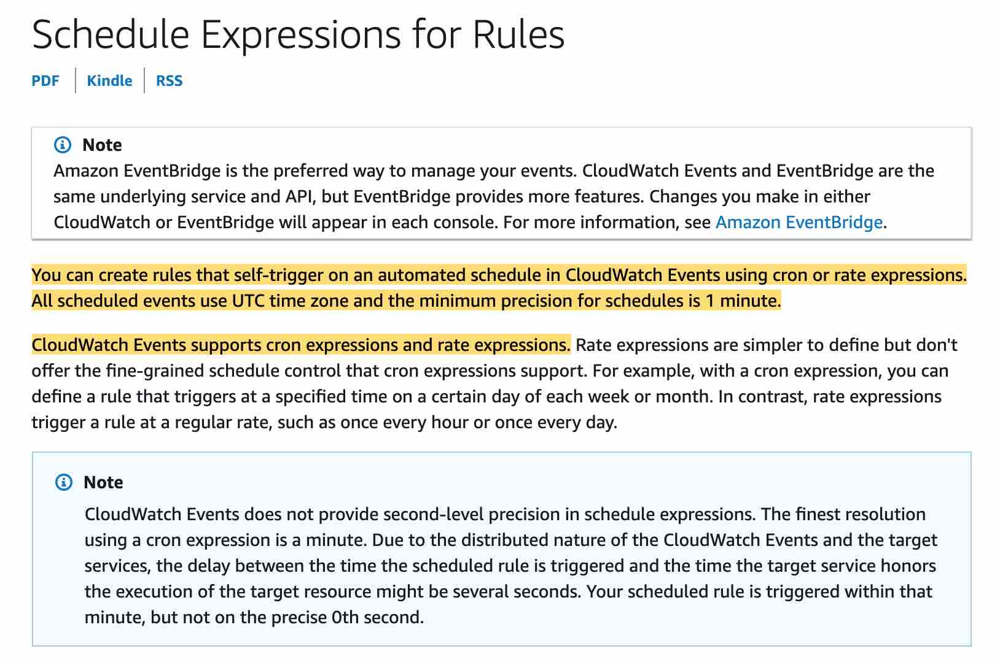 Schedule Expressions for Rules
PDF
Kindle
RSS
Note
Amazon EventBridge is the preferred way to manage your events. CloudWatch Events and EventBridge are the
same underlying service and API, but EventBridge provides more features. Changes you make in either
CloudWatch or EventBridge will appear in each console. For more information, see Amazon EventBridge.
You can create rules that self-trigger on an automated schedule in CloudWatch Events using cron or rate expressions.
All scheduled events use UTC time zone and the minimum precision for schedules is 1 minute.
CloudWatch Events supports cron expressions and rate expressions. Rate expressions are simpler to define but don't
offer the fine-grained schedule control that cron expressions support. For example, with a cron expression, you can
define a rule that triggers at a specified time on a certain day of each week or month. In contrast, rate expressions
trigger a rule at a regular rate, such as once every hour or once every day.
Note
CloudWatch Events does not provide second-level precision in schedule expressions. The finest resolution
using a cron expression is a minute. Due to the distributed nature of the CloudWatch Events and the target
services, the delay between the time the scheduled rule is triggered and the time the target service honors
the execution of the target resource might be several seconds. Your scheduled rule is triggered within that
minute, but not on the precise 0th second.